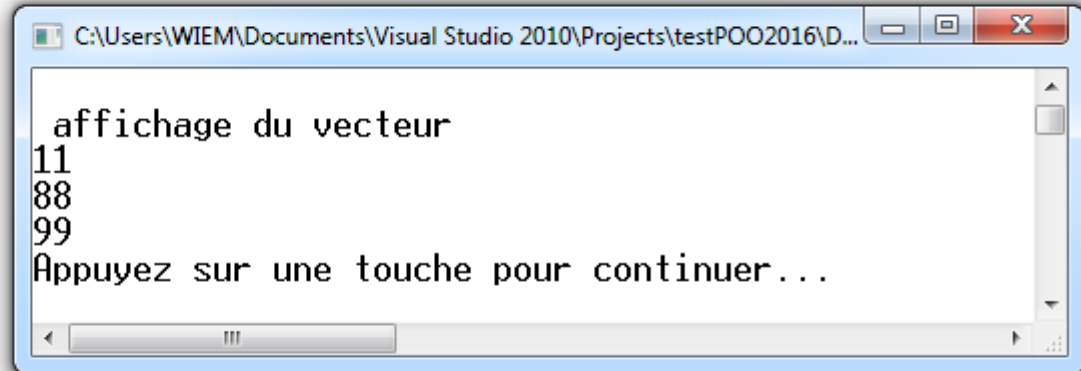 C:\Users\WIEM\Documents\Visual Studio 2010\Projects\testPOO2016\D...
affichage du vecteur
11
88
99
Appuyez sur une touche pour continuer...